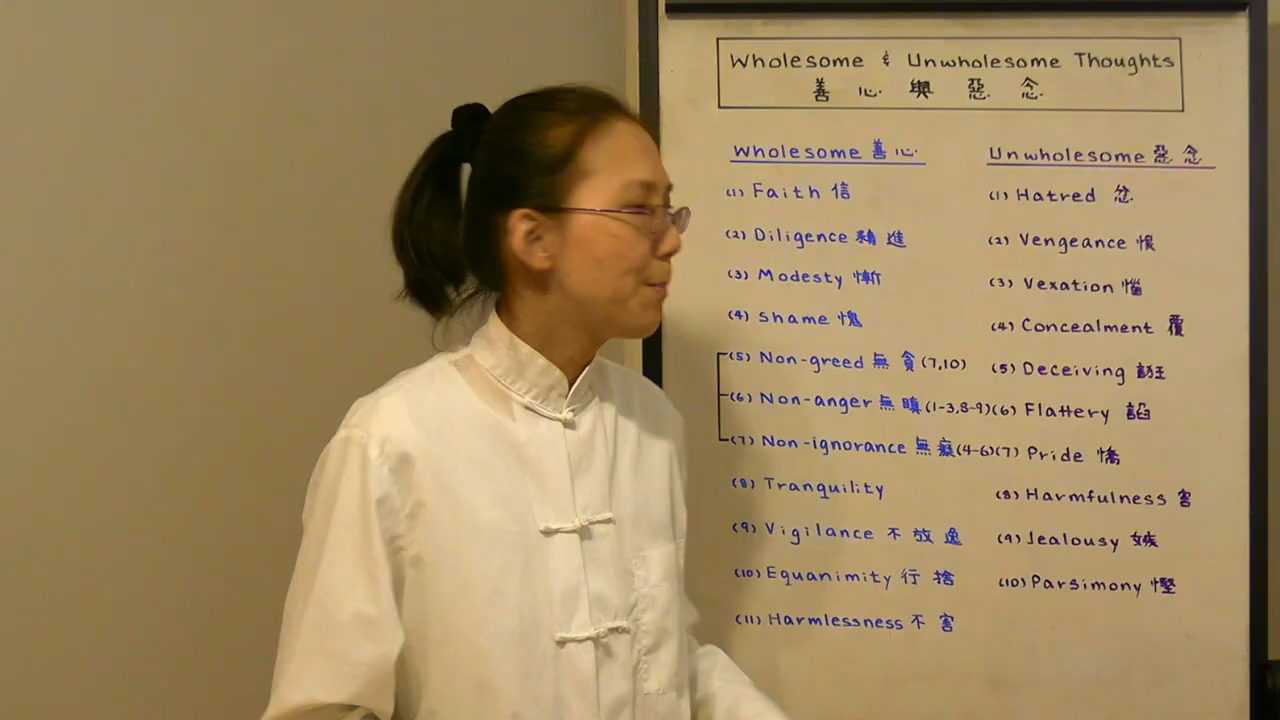 Wholesome & Unwholesome Thoughts
善心與惡念
Wholesome 善心
(1) Faith 信
(2) Diligence 精進
(3) Modesty 慚
(4) Shame 愧
(5) Non-greed 無貪(7,10)
(6) Non-anger 無瞋(1-3,8-9)
(7) Non-ignorance 無癡(4-6)
(8) Tranquility
(9) Vigilance 不放逸
(10) Equanimity 行捨
(11) Harmlessness 不害
Unwholesome 惡念
(1) Hatred 忿
(2) Vengeance 恨
(3) Vexation 惱
(4) Concealment 覆
(5) Deceiving 誑
(6) Flattery 諂
(7) Pride 憍
(8) Harmfulness 害
(9) Jealousy 嫉
(10) Parsimony 慳